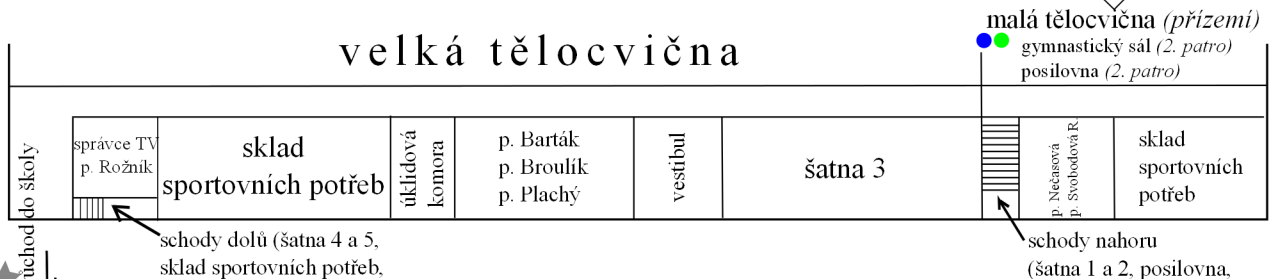 malá tělocvična (přízemí)
velká tělocvična
gymnastický sál (2. patro)
posilovna (2. patro)
do školy
správce TV
p. Rožník
sklad
sportovních potřeb
úklidová
komora
p. Barták
p. Broulík
p. Plachý
vestibul
šatna 3
p. Nečasová
p. Svobodová R.
sklad
sportovních
potřeb
schody dolů (šatna 4 a 5,
sklad sportovních potřeb,
schody nahoru
(šatna 1 a 2, posilovna,